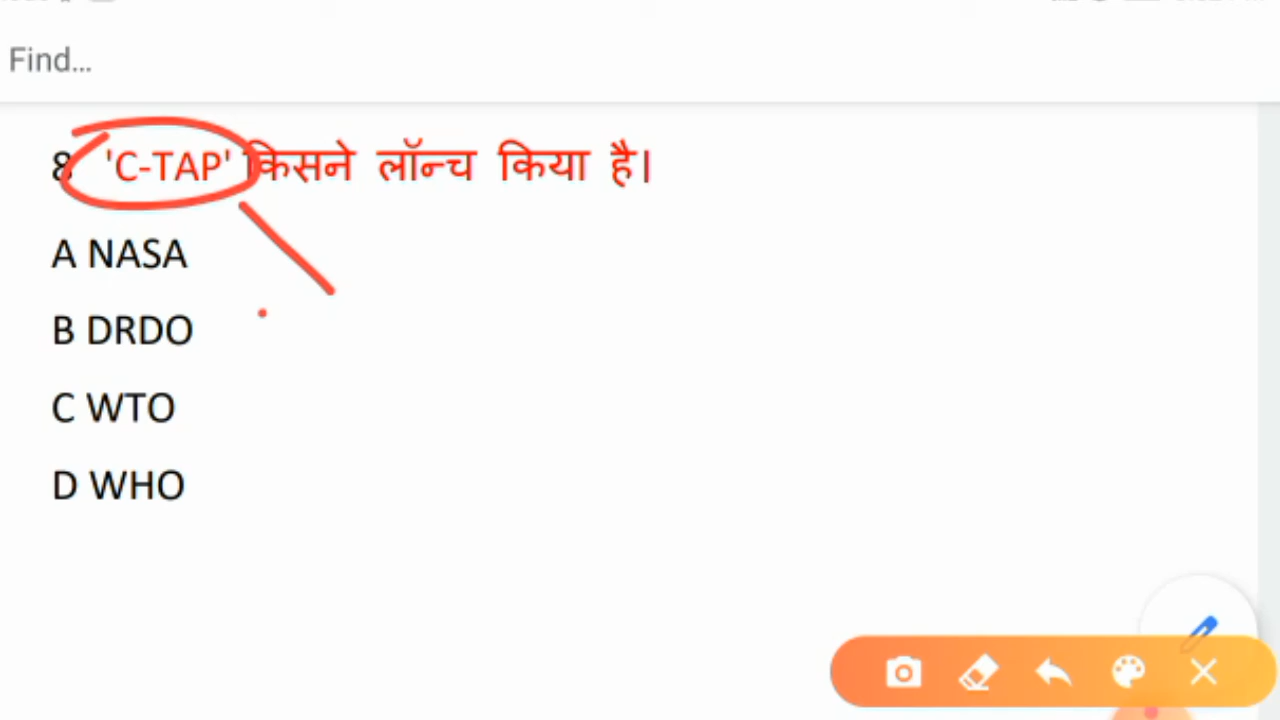 Find...
8 'C-TAP' किसने लॉन्च किया है।
A NASA
B DRDO
C WTO
D WHO